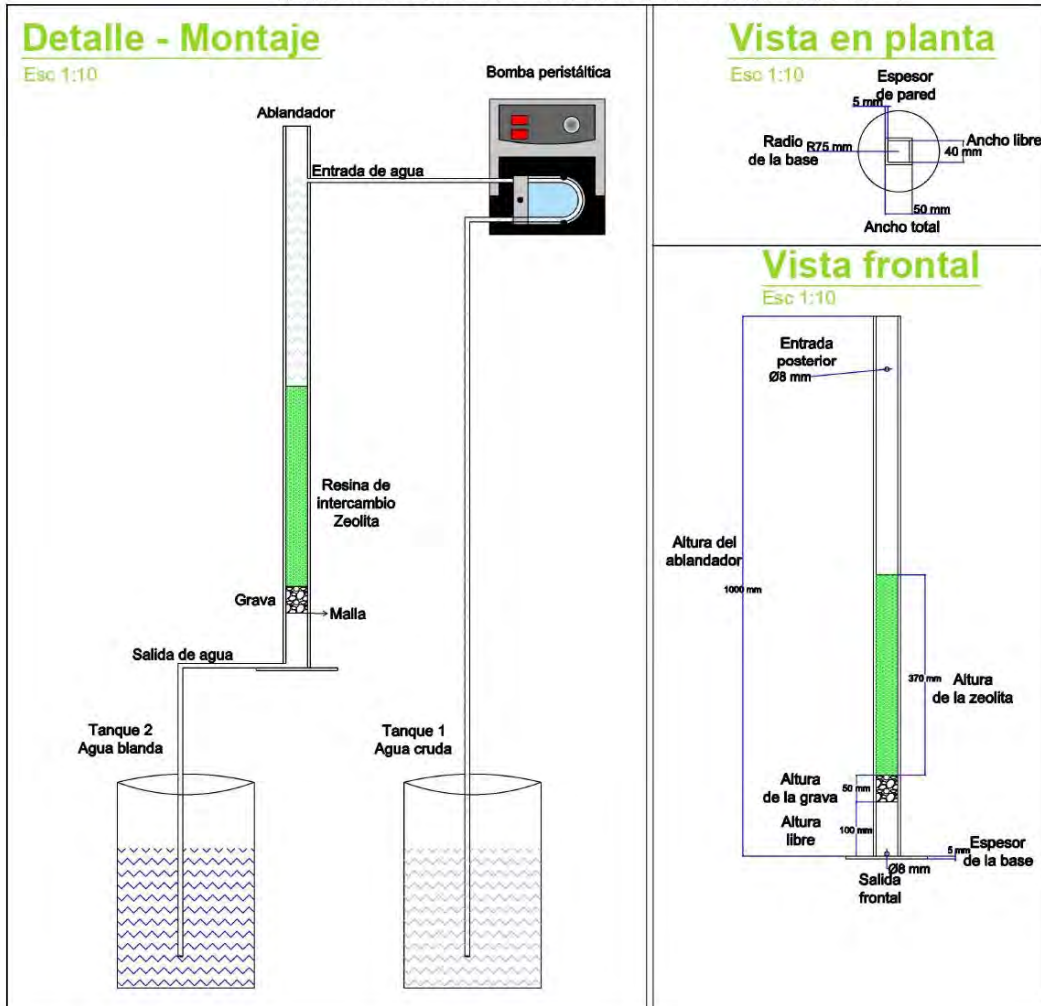 Detalle - Montaje
Esc 1:10
Bomba peristáltica
Ablandador
Entrada de agua
Resina de
intercambio
Zeolita
Grava
Malla
Salida de agua
Tanque 2
Agua blanda
Tanque 1
Agua cruda
Vista en planta
Esc 1:10
Espesor
de pared
5 mm
Radio
de la base
R75 mm
Ancho libre
40 mm
50 mm
Ancho total
Vista frontal
Esc 1:10
Entrada
posterior
Ø8 mm
Altura del
ablandador
1000 mm
370 mm
Altura
de la zeolita
Altura
de la grava
50 mm
Altura
libre
100 mm
5 mm
Espesor
de la base
Ø8 mm
Salida
frontal